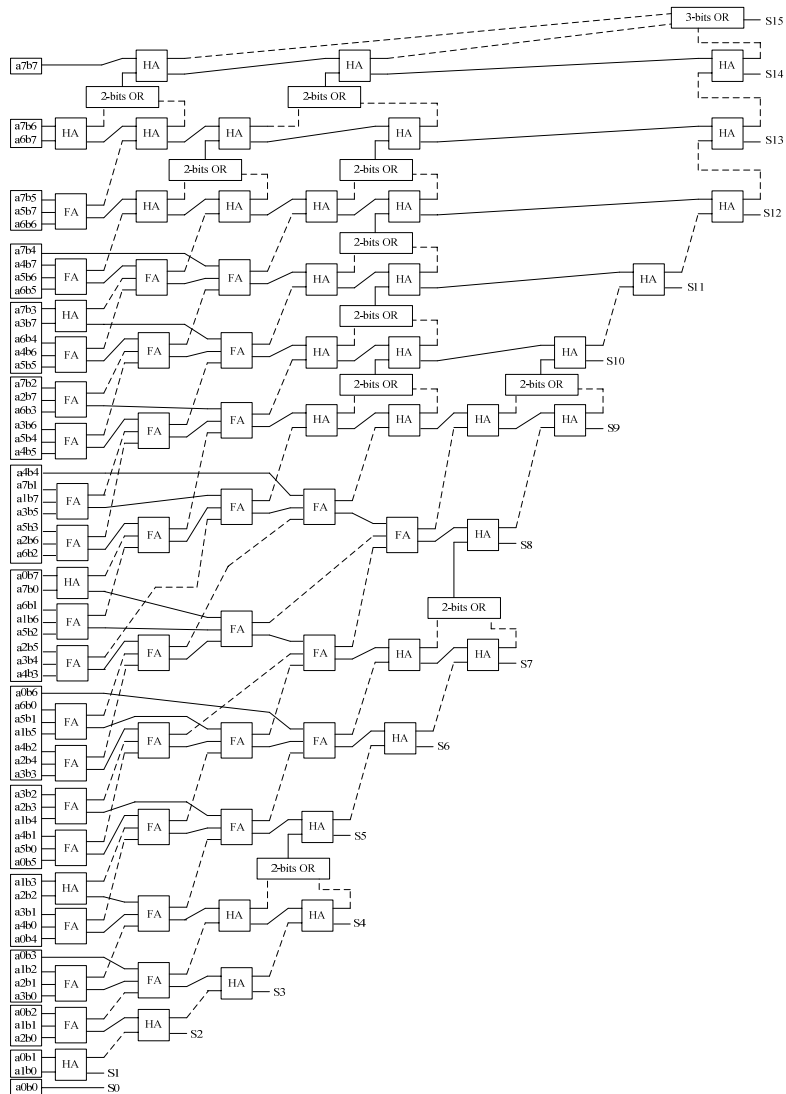 3-bits OR S15
a7b7 HA HA HA S14
2-bits OR 2-bits OR
a7b6 HA HA HA HA HA S13
a6b7
2-bits OR 2-bits OR
a7b5 FA HA HA HA HA HA S12
a5b7
a6b6
2-bits OR
a7b4
a4b7 FA FA FA HA HA HA S11
a5b6
a6b5
a7b3 HA 2-bits OR
a3b7
a6b4 FA FA FA HA HA HA S10
a4b6
a5b5
a7b2 FA 2-bits OR 2-bits OR
a2b7
a6b3
a3b6 FA FA FA HA HA HA HA S9
a5b4
a4b5
a4b4
a7b1 FA FA FA
a1b7
a3b5
a5b3 FA FA FA HA S8
a2b6
a6b2
a0b7 HA
a7b0
a6b1 FA FA 2-bits OR
a1b6
a5b2
a2b5 FA FA FA HA HA S7
a3b4
a4b3
a0b6
a6b0 FA
a5b1
a1b5
a4b2 FA FA FA FA HA S6
a2b4
a3b3
a3b2 FA
a2b3
a1b4
a4b1 FA FA FA HA S5
a5b0
a0b5
2-bits OR
a1b3 HA
a2b2
a3b1 FA FA HA HA S4
a4b0
a0b4
a0b3
a1b2 FA FA HA S3
a2b1
a3b0
a0b2 FA HA S2
a1b1
a2b0
a0b1 HA S1
a1b0
a0b0 S0